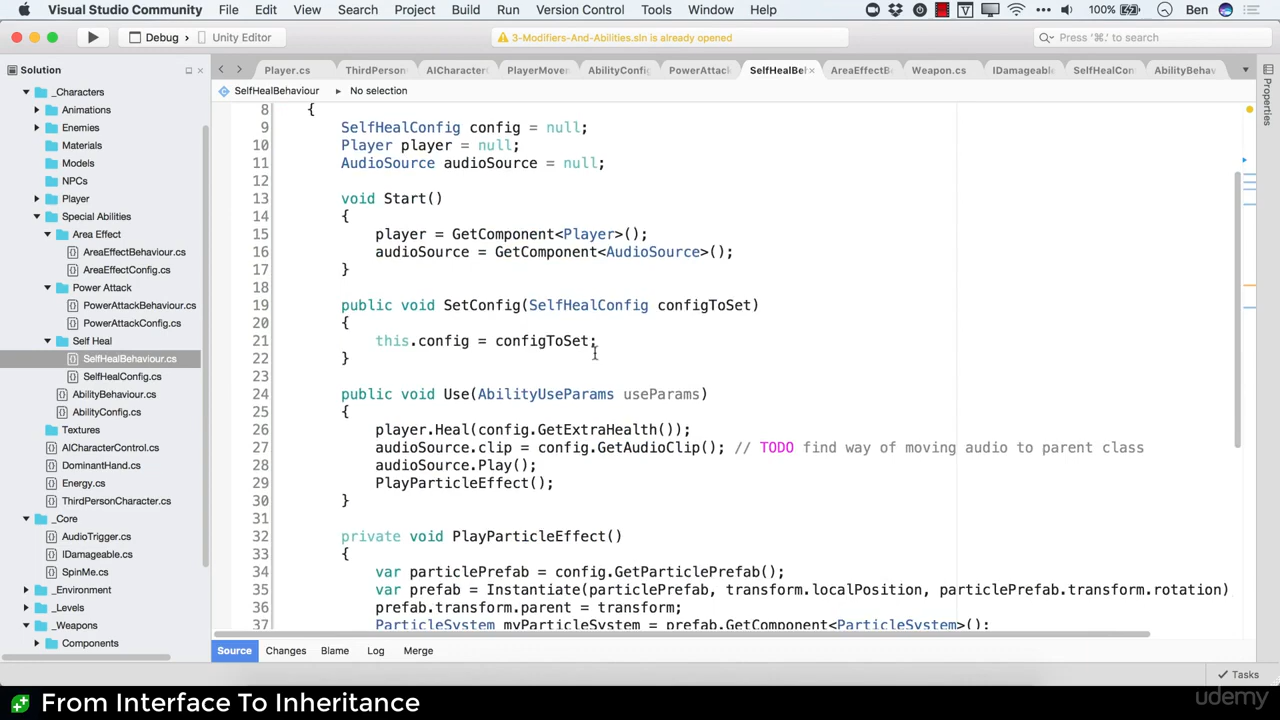 Visual Studio Community File Edit View Search Project Build Run Version Control Tools Window Help 100% Ben
Debug Unity Editor
3-Modifiers-And-Abilities.sln is already opened
Press '⌘.' to search
Solution
Player.cs ThirdPerson AICharacterC PlayerMoven AbilityConfig PowerAttack SelfHealBeh AreaEffectB Weapon.cs IDamageable SelfHealCon AbilityBehav
SelfHealBehaviour No selection
Properties
_Characters
Animations
Enemies
Materials
Models
NPCs
Player
Special Abilities
Area Effect
AreaEffectBehaviour.cs
AreaEffectConfig.cs
Power Attack
PowerAttackBehaviour.cs
PowerAttackConfig.cs
Self Heal
SelfHealBehaviour.cs
SelfHealConfig.cs
AbilityBehaviour.cs
AbilityConfig.cs
Textures
AICharacterControl.cs
DominantHand.cs
Energy.cs
ThirdPersonCharacter.cs
_Core
AudioTrigger.cs
IDamageable.cs
SpinMe.cs
_Environment
_Levels
_Weapons
Components
8 {
9 SelfHealConfig config = null;
10 Player player = null;
11 AudioSource audioSource = null;
12
13 void Start()
14 {
15 player = GetComponent<Player>();
16 audioSource = GetComponent<AudioSource>();
17 }
18
19 public void SetConfig(SelfHealConfig configToSet)
20 {
21 this.config = configToSet;
22 }
23
24 public void Use(AbilityUseParams useParams)
25 {
26 player.Heal(config.GetExtraHealth());
27 audioSource.clip = config.GetAudioClip(); // TODO find way of moving audio to parent class
28 audioSource.Play();
29 PlayParticleEffect();
30 }
31
32 private void PlayParticleEffect()
33 {
34 var particlePrefab = config.GetParticlePrefab();
35 var prefab = Instantiate(particlePrefab, transform.localPosition, particlePrefab.transform.rotation)
36 prefab.transform.parent = transform;
37 ParticleSystem myParticleSystem = prefab.GetComponent<ParticleSystem>();
Source Changes Blame Log Merge
Tasks
From Interface To Inheritance
udemy